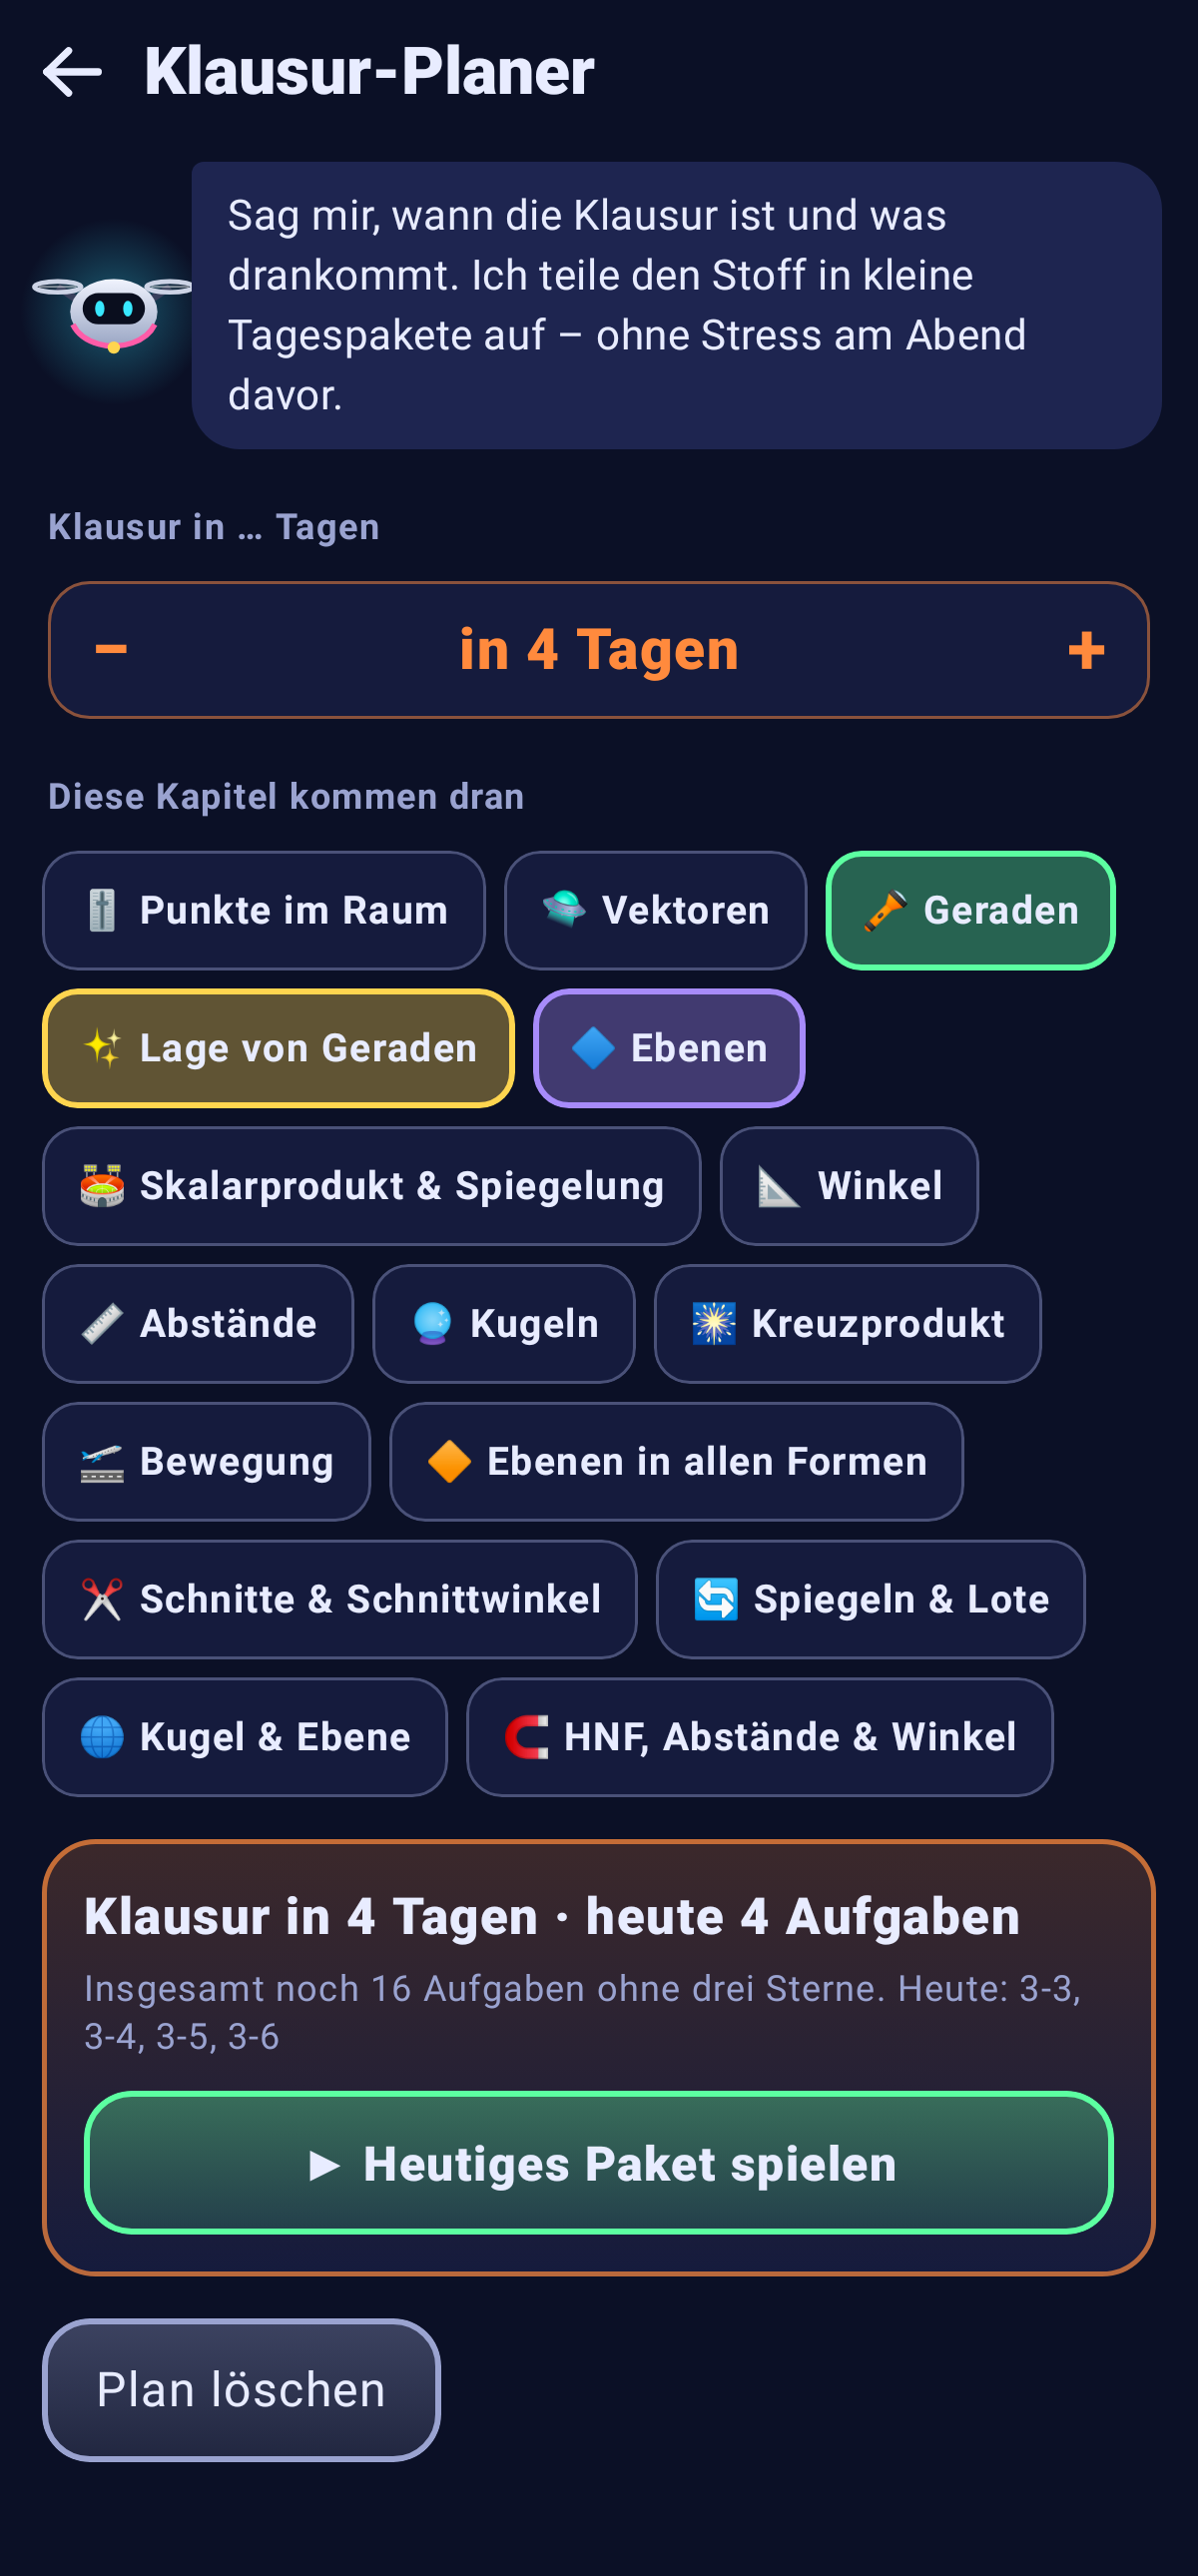 Klausur-Planer
Sag mir, wann die Klausur ist und was
drankommt. Ich teile den Stoff in kleine
Tagespakete auf – ohne Stress am Abend
davor.
Klausur in … Tagen
− in 4 Tagen +
Diese Kapitel kommen dran
Punkte im Raum
Vektoren
Geraden
Lage von Geraden
Ebenen
Skalarprodukt & Spiegelung
Winkel
Abstände
Kugeln
Kreuzprodukt
Bewegung
Ebenen in allen Formen
Schnitte & Schnittwinkel
Spiegeln & Lote
Kugel & Ebene
HNF, Abstände & Winkel
Klausur in 4 Tagen · heute 4 Aufgaben
Insgesamt noch 16 Aufgaben ohne drei Sterne. Heute: 3-3,
3-4, 3-5, 3-6
▶ Heutiges Paket spielen
Plan löschen